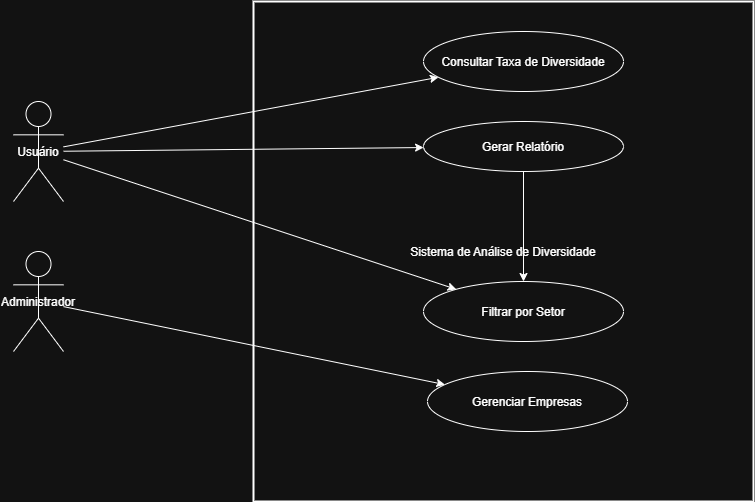 Consultar Taxa de Diversidade
Usuário
Gerar Relatório
Sistema de Análise de Diversidade
Administrador
Filtrar por Setor
Gerenciar Empresas